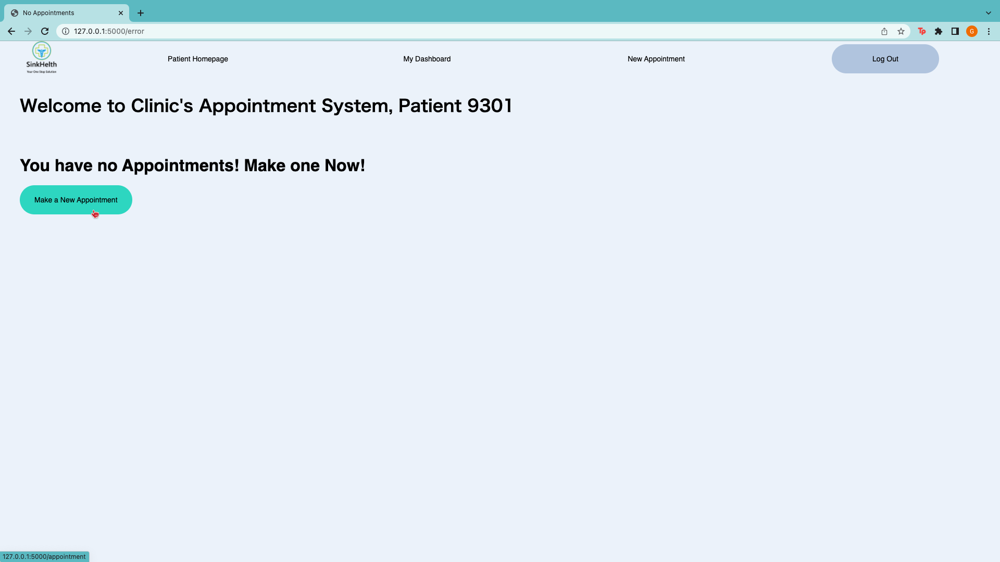 No Appointments
127.0.0.1:5000/error
G
SinkHelth
Your One Stop Solution
Patient Homepage
My Dashboard
New Appointment
Log Out
Welcome to Clinic's Appointment System, Patient 9301
You have no Appointments! Make one Now!
Make a New Appointment
127.0.0.1:5000/appointment